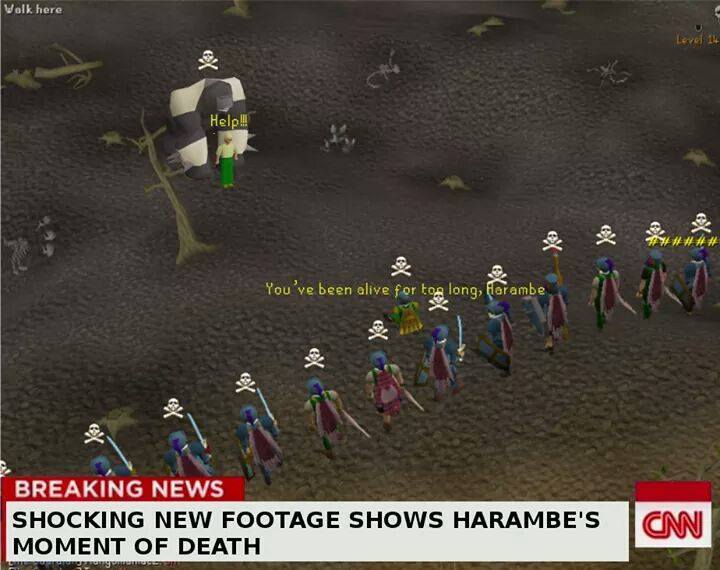 Walk here
Level 14
Help!!!
######
You've been alive for too long, Harambe
BREAKING NEWS
SHOCKING NEW FOOTAGE SHOWS HARAMBE'S
MOMENT OF DEATH
CNN